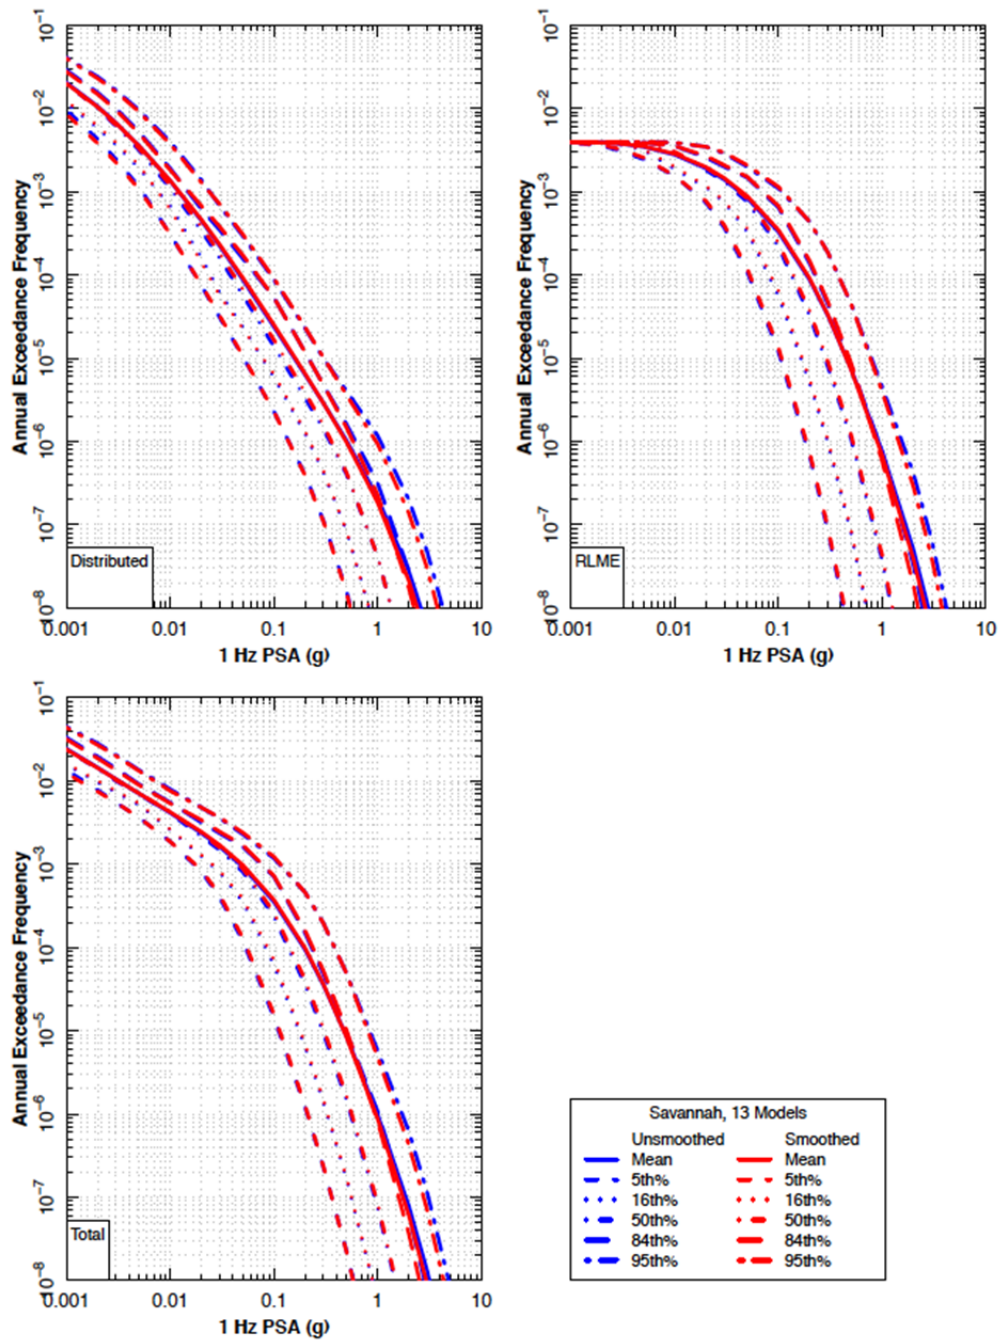 10⁻¹
10⁻²
10⁻³
10⁻⁴
10⁻⁵
10⁻⁶
10⁻⁷
10⁻⁸
Annual Exceedance Frequency
Distributed
0.001 0.01 0.1 1 10
1 Hz PSA (g)
10⁻¹
10⁻²
10⁻³
10⁻⁴
10⁻⁵
10⁻⁶
10⁻⁷
10⁻⁸
Annual Exceedance Frequency
RLME
0.001 0.01 0.1 1 10
1 Hz PSA (g)
10⁻¹
10⁻²
10⁻³
10⁻⁴
10⁻⁵
10⁻⁶
10⁻⁷
10⁻⁸
Annual Exceedance Frequency
Total
0.001 0.01 0.1 1 10
1 Hz PSA (g)
Savannah, 13 Models
Unsmoothed Smoothed
Mean Mean
5th% 5th%
16th% 16th%
50th% 50th%
84th% 84th%
95th% 95th%